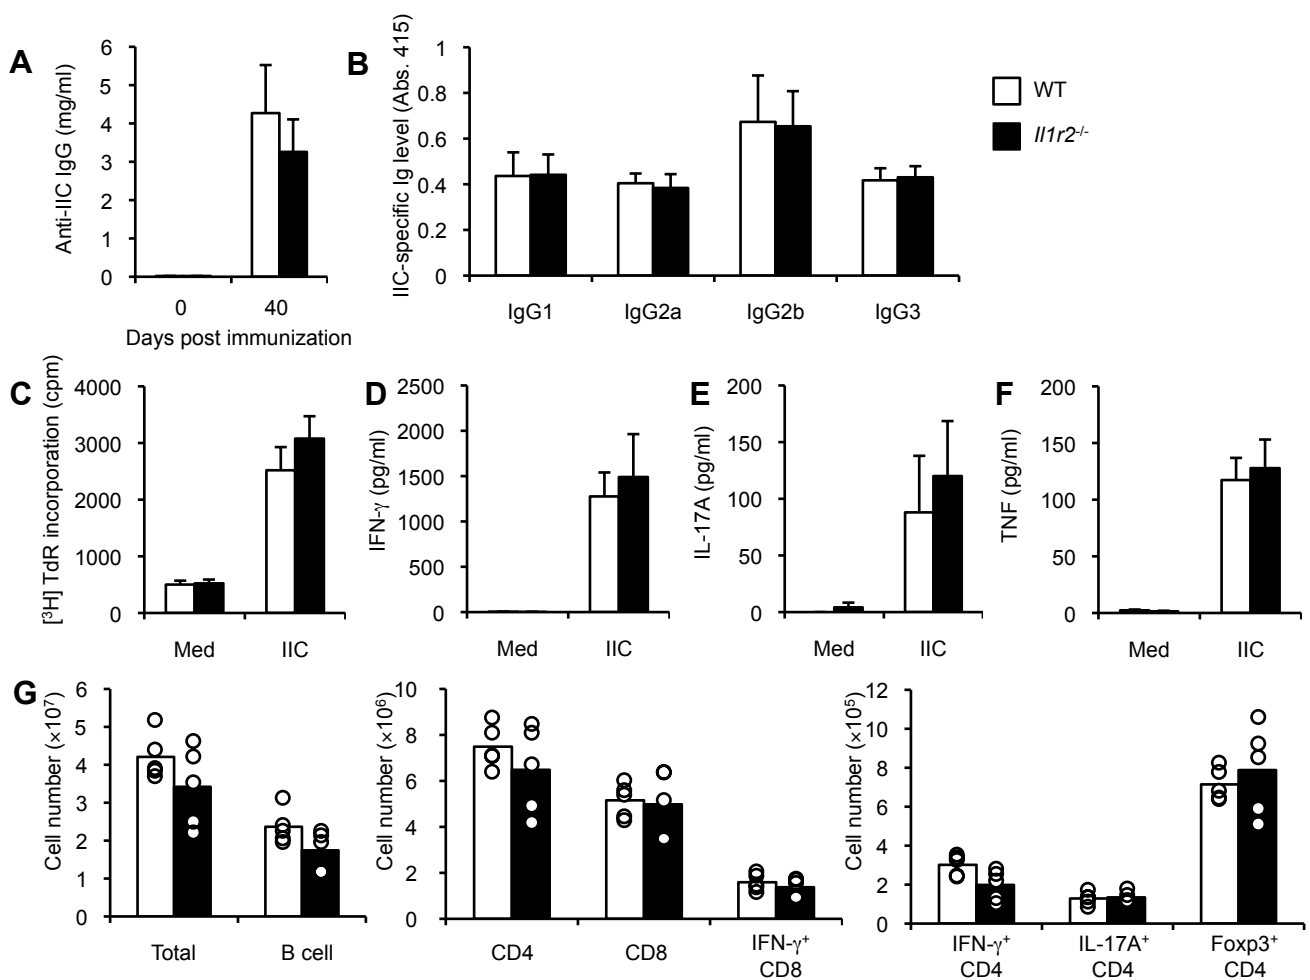 A
Anti-IIC IgG (mg/ml)
6
5
4
3
2
1
0
0 40
Days post immunization
B
IIC-specific Ig level (Abs. 415)
1
0.8
0.6
0.4
0.2
0
IgG1 IgG2a IgG2b IgG3
WT
Il1r2-/-
C
[³H] TdR incorporation (cpm)
4000
3000
2000
1000
0
Med IIC
D
IFN-γ (pg/ml)
2500
2000
1500
1000
500
0
Med IIC
E
IL-17A (pg/ml)
200
150
100
50
0
Med IIC
F
TNF (pg/ml)
200
150
100
50
0
Med IIC
G
Cell number (×10⁷)
6
5
4
3
2
1
0
Total B cell
Cell number (×10⁶)
10
8
6
4
2
0
CD4 CD8 IFN-γ⁺
CD8
Cell number (×10⁵)
12
10
8
6
4
2
0
IFN-γ⁺ IL-17A⁺ Foxp3⁺
CD4 CD4 CD4